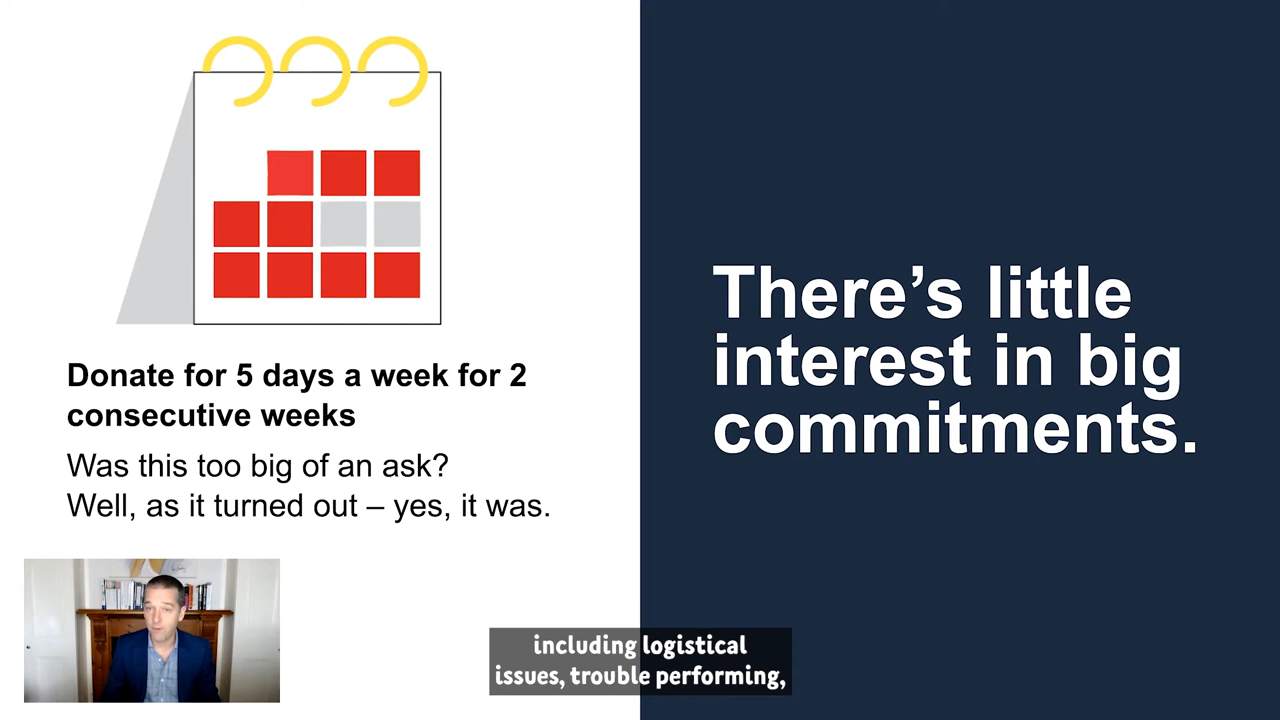 Donate for 5 days a week for 2
consecutive weeks
Was this too big of an ask?
Well, as it turned out – yes, it was.
There’s little
interest in big
commitments.
including logistical
issues, trouble performing,